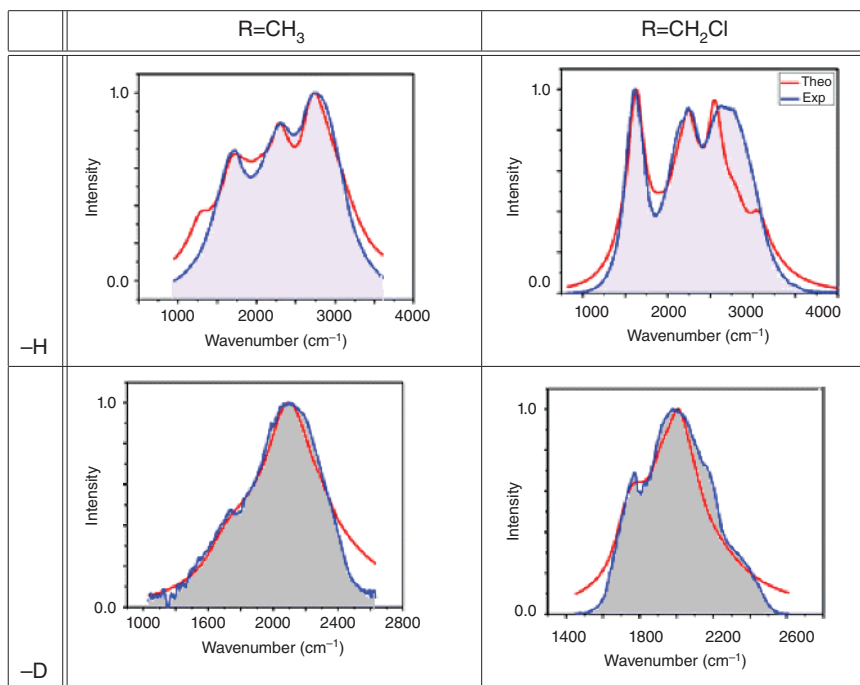 R=CH3
R=CH2Cl
–H
1.0
0.0
Intensity
1000 2000 3000 4000
Wavenumber (cm−1)
1.0
0.0
Intensity
Theo
Exp
1000 2000 3000 4000
Wavenumber (cm−1)
–D
1.0
0.0
Intensity
1000 1600 2000 2400 2800
Wavenumber (cm−1)
1.0
0.0
Intensity
1400 1800 2200 2600
Wavenumber (cm−1)